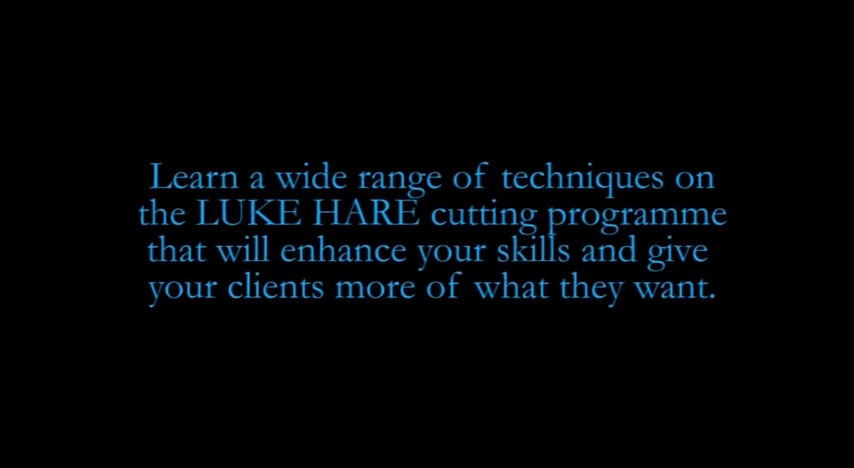 Learn a wide range of techniques on
the LUKE HARE cutting programme
that will enhance your skills and give
your clients more of what they want.